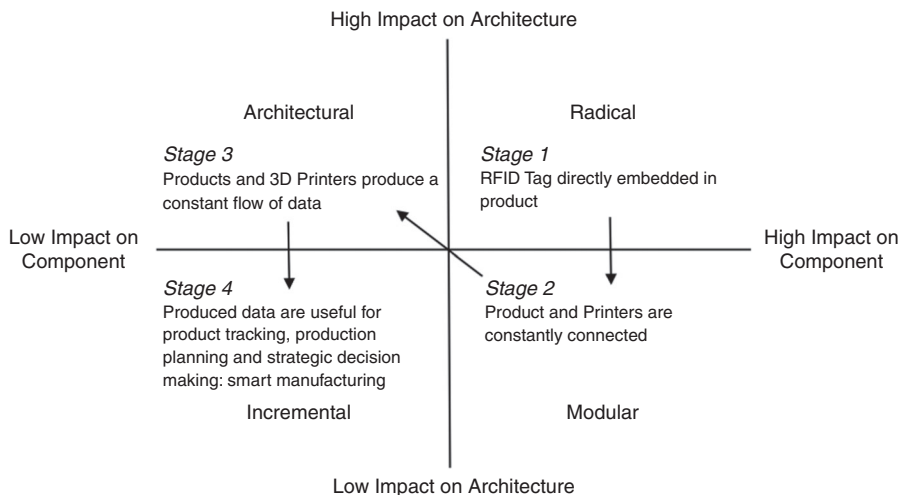 High Impact on Architecture
Architectural
Radical
Stage 3
Products and 3D Printers produce a
constant flow of data
Stage 1
RFID Tag directly embedded in
product
Low Impact on
Component
High Impact on
Component
Stage 4
Produced data are useful for
product tracking, production
planning and strategic decision
making: smart manufacturing
Stage 2
Product and Printers are
constantly connected
Incremental
Modular
Low Impact on Architecture